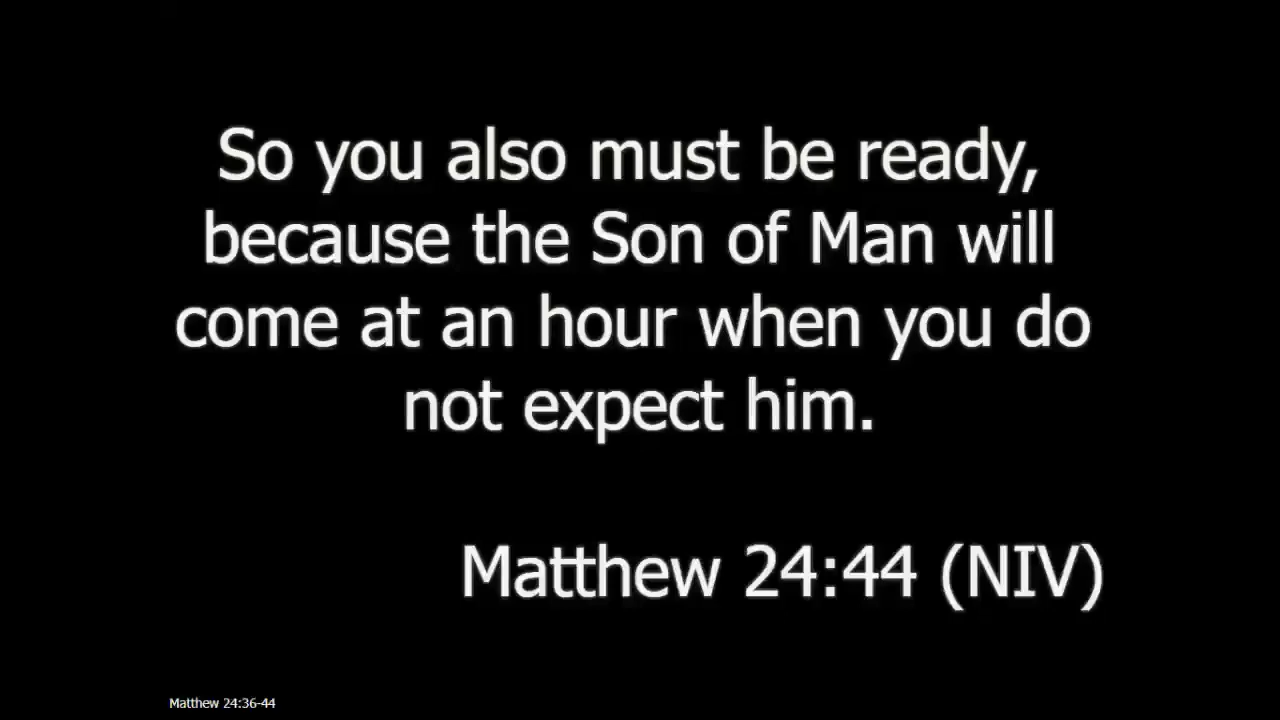 So you also must be ready,
because the Son of Man will
come at an hour when you do
not expect him.
Matthew 24:44 (NIV)
Matthew 24:36-44